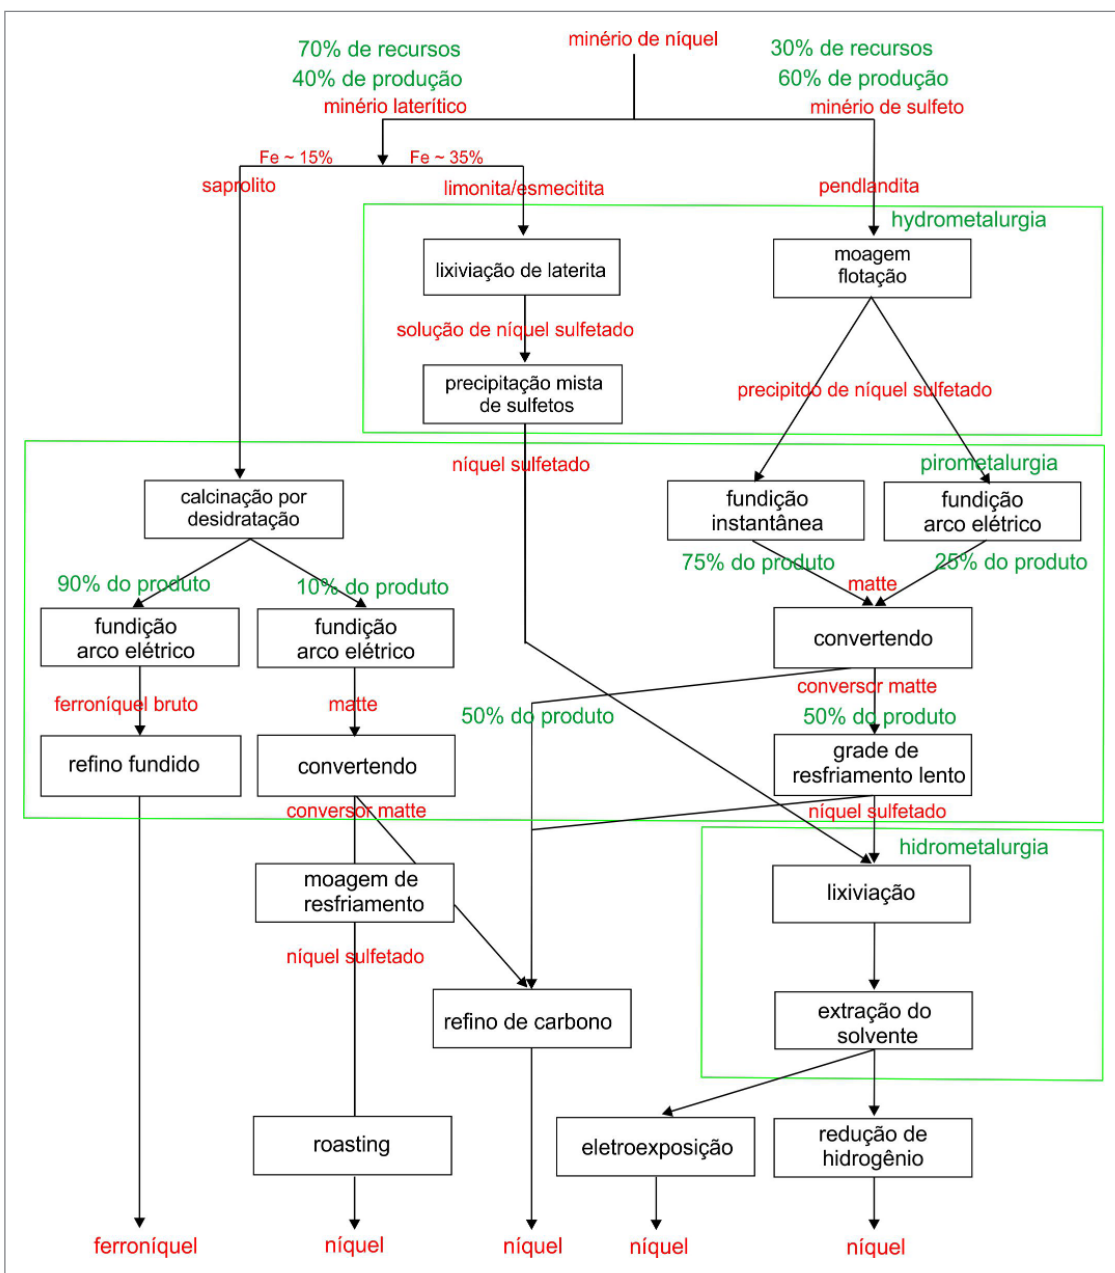 minério de níquel
70% de recursos
40% de produção
minério laterítico
30% de recursos
60% de produção
minério de sulfeto
Fe ~ 15%
Fe ~ 35%
saprolito
limonita/esmecitita
pendlandita
hydrometalurgia
lixiviação de laterita
moagem
flotação
solução de níquel sulfetado
precipitação mista
de sulfetos
precipitdo de níquel sulfetado
níquel sulfetado
pirometalurgia
calcinação por
desidratação
fundição
instantânea
fundição
arco elétrico
90% do produto
10% do produto
75% do produto
25% do produto
matte
fundição
arco elétrico
fundição
arco elétrico
convertendo
ferroníquel bruto
matte
conversor matte
50% do produto
50% do produto
refino fundido
convertendo
grade de
resfriamento lento
conversor matte
níquel sulfetado
hidrometalurgia
moagem de
resfriamento
lixiviação
níquel sulfetado
refino de carbono
extração do
solvente
roasting
eletroexposição
redução de
hidrogênio
ferroníquel
níquel
níquel
níquel
níquel